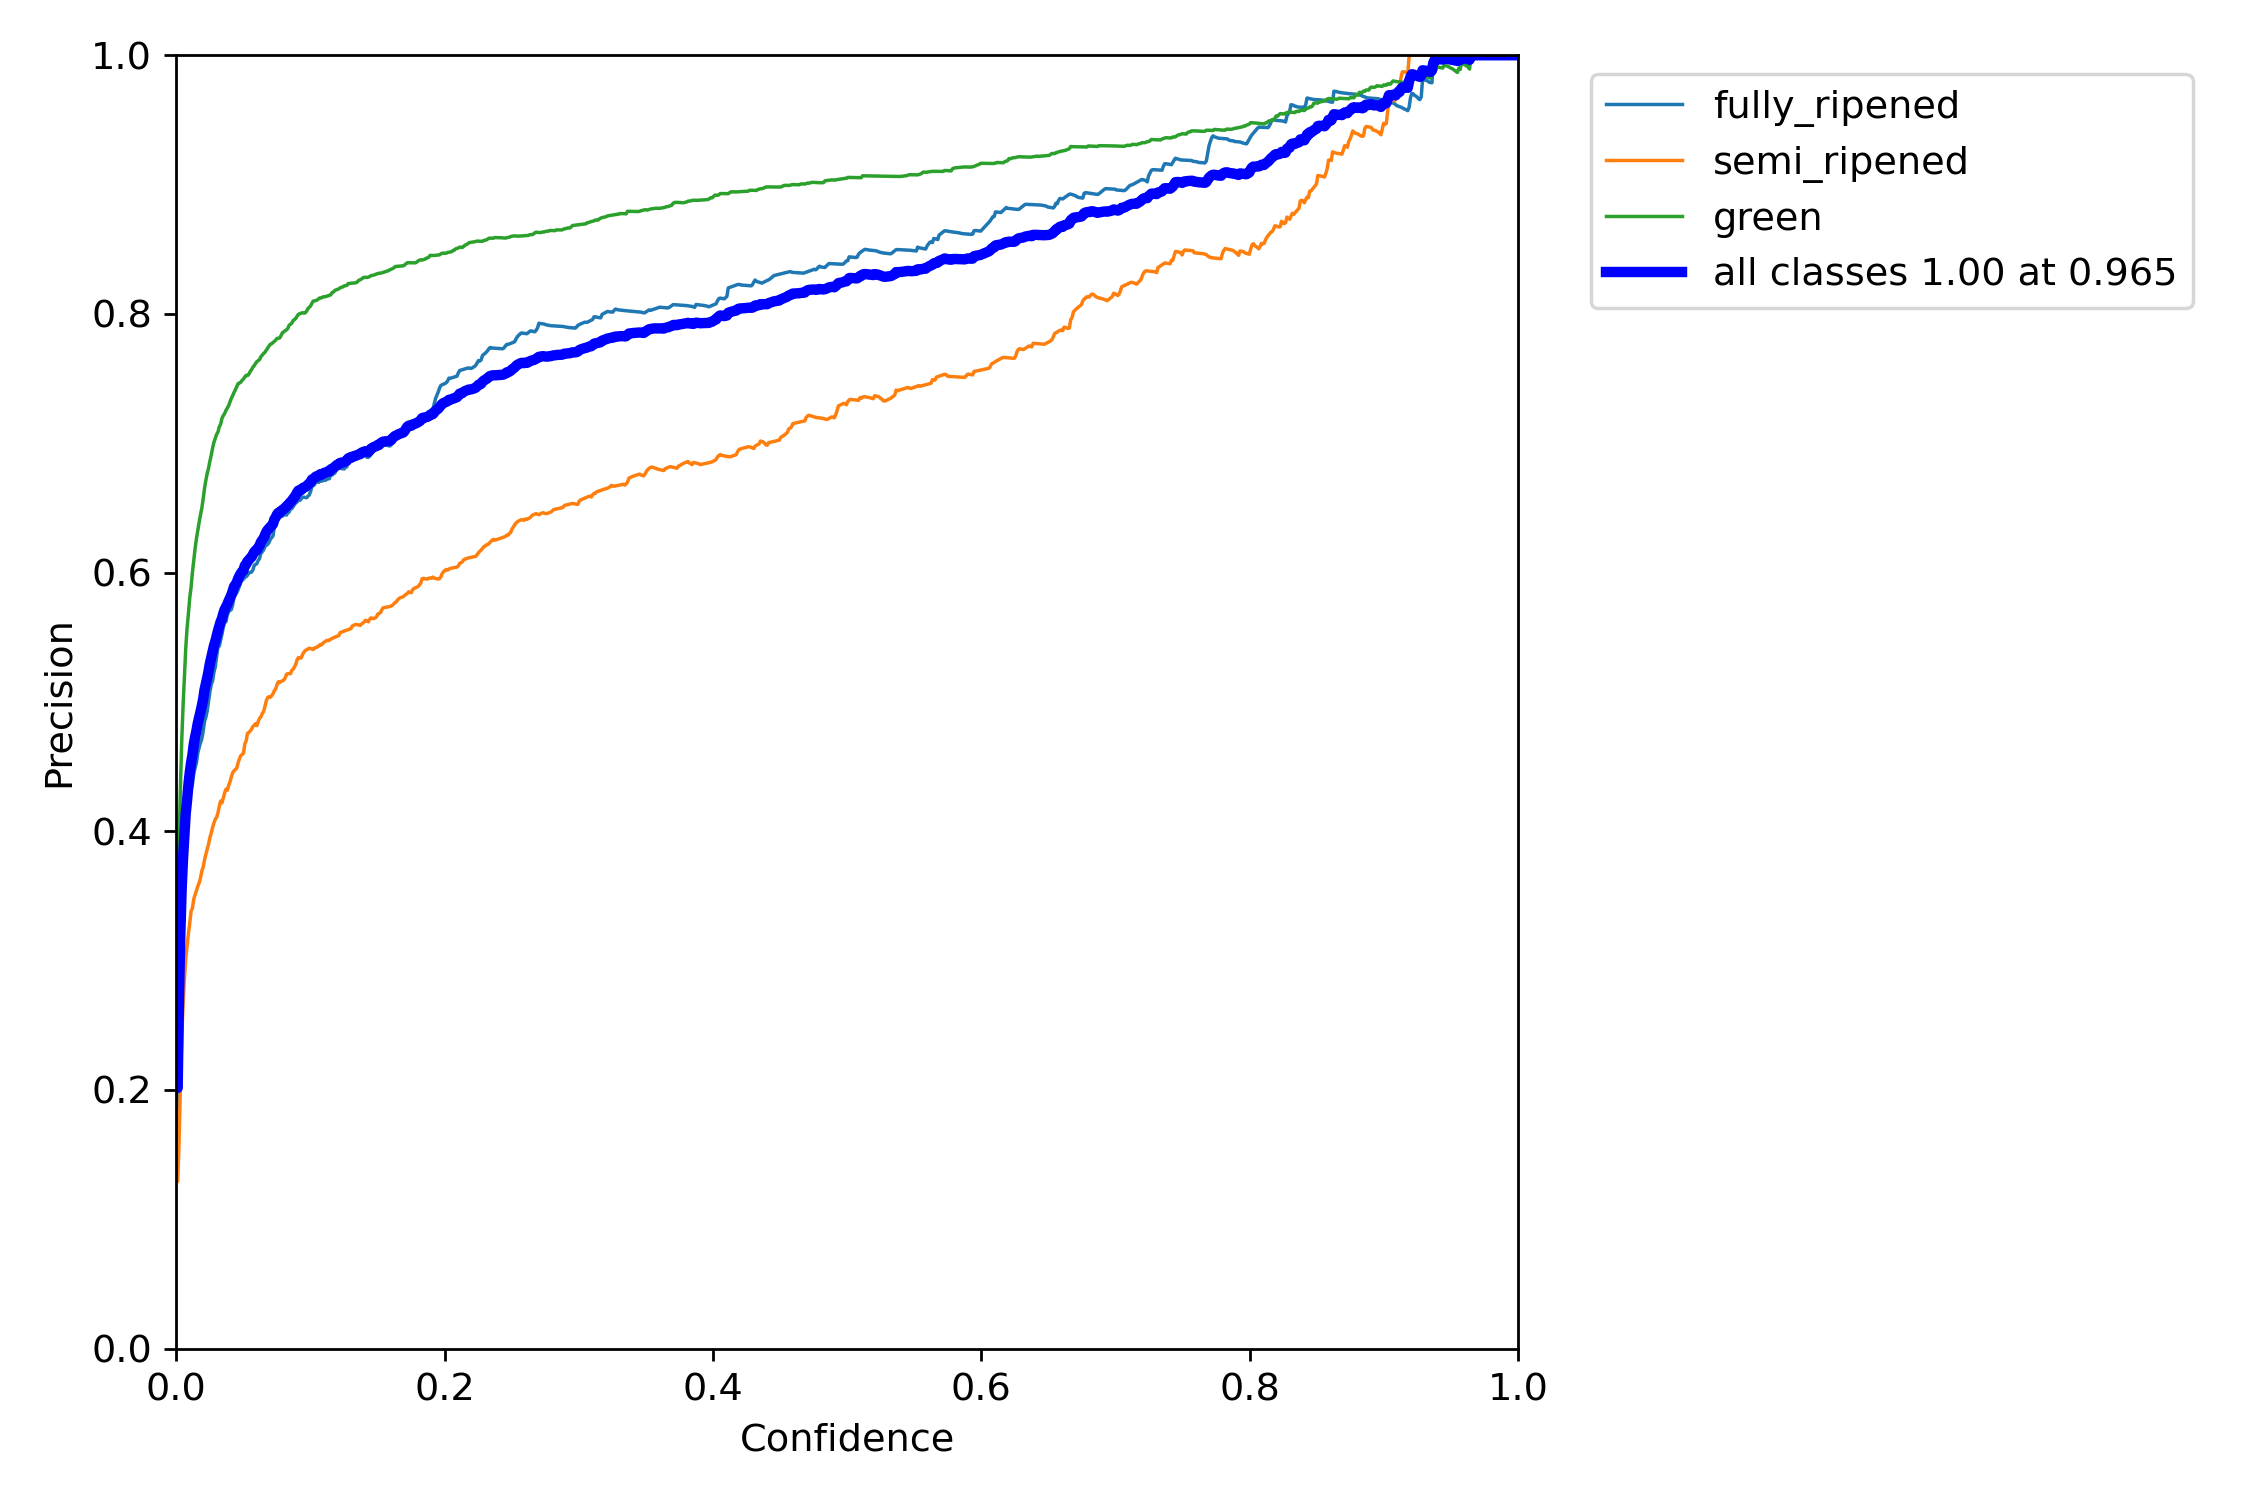 1.0
0.8
0.6
0.4
0.2
0.0
Precision
0.0 0.2 0.4 0.6 0.8 1.0
Confidence
fully_ripened
semi_ripened
green
all classes 1.00 at 0.965